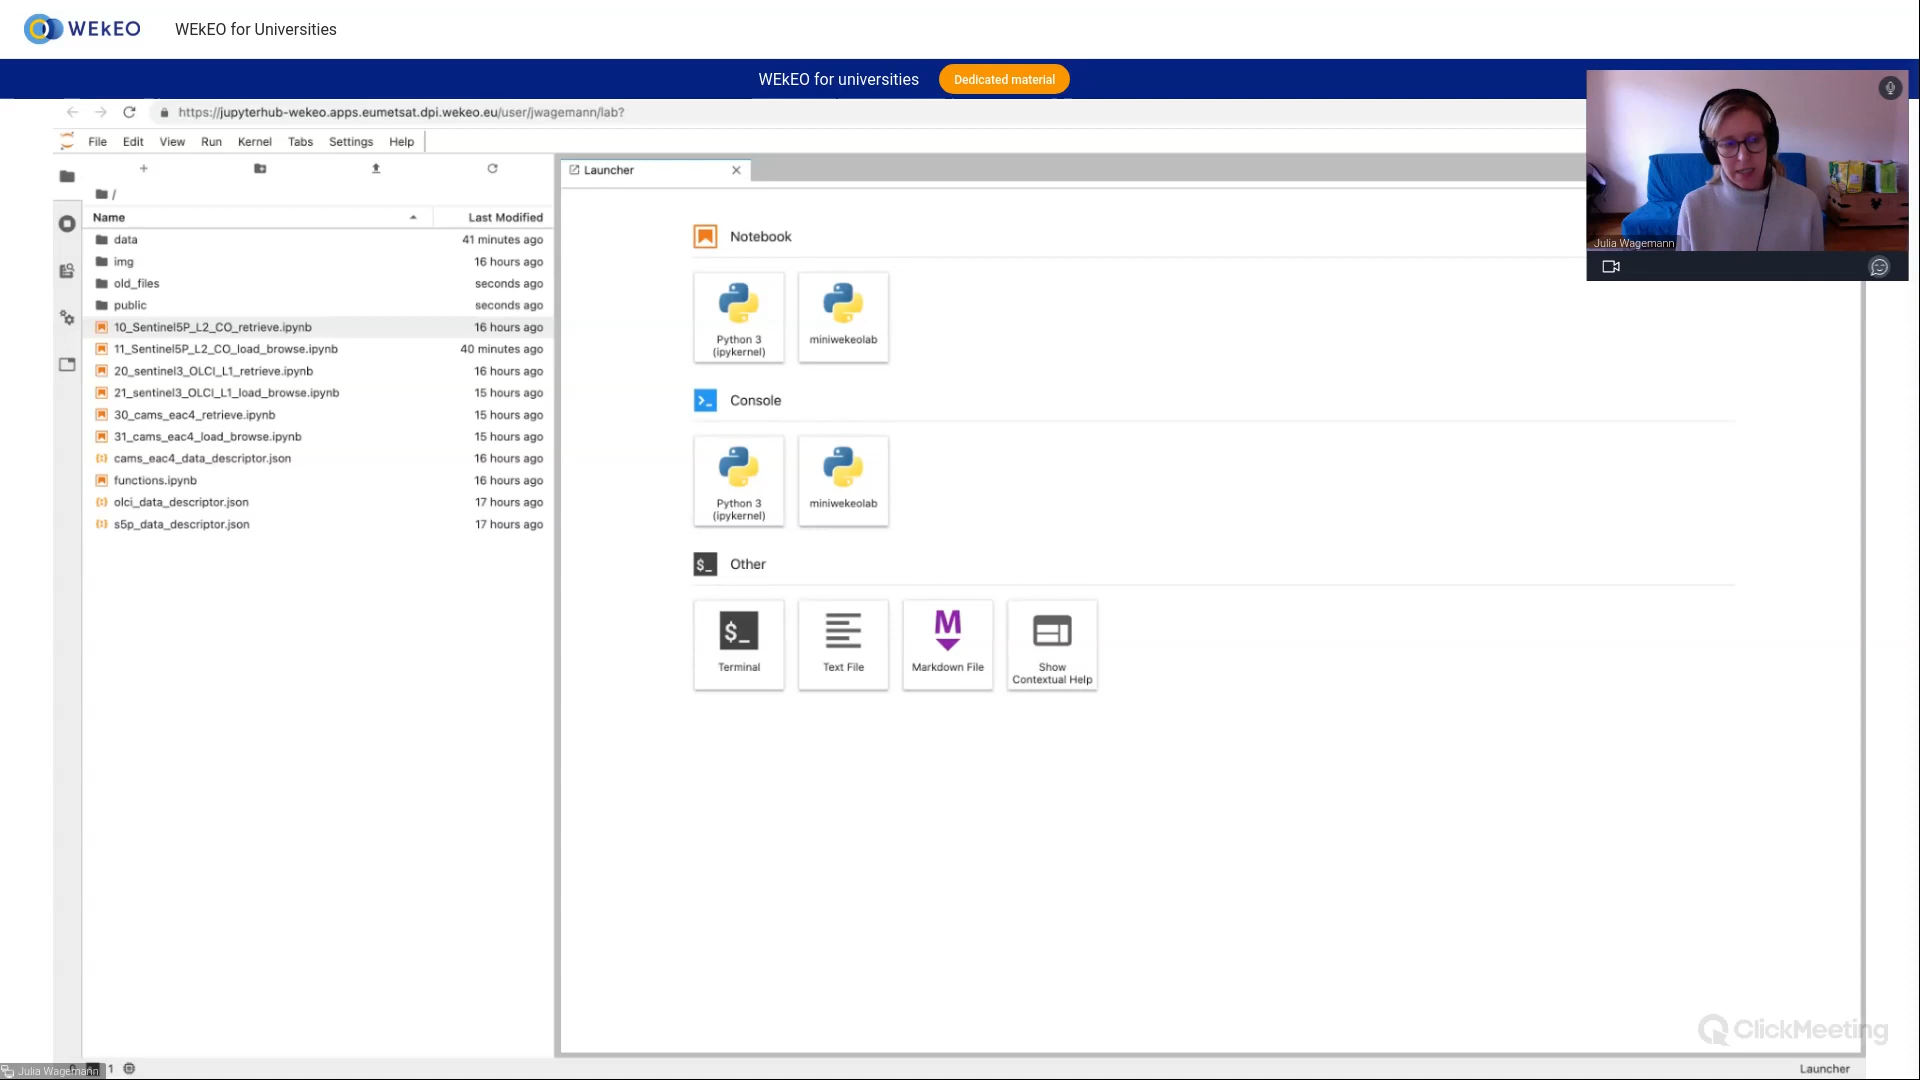 WEkEO
WEkEO for Universities
WEkEO for universities
Dedicated material
https://jupyterhub-wekeo.apps.eumetsat.dpi.wekeo.eu/user/jwagemann/lab?
File Edit View Run Kernel Tabs Settings Help
/
Name Last Modified
data 41 minutes ago
img 16 hours ago
old_files seconds ago
public seconds ago
10_Sentinel5P_L2_CO_retrieve.ipynb 16 hours ago
11_Sentinel5P_L2_CO_load_browse.ipynb 40 minutes ago
20_sentinel3_OLCI_L1_retrieve.ipynb 16 hours ago
21_sentinel3_OLCI_L1_load_browse.ipynb 15 hours ago
30_cams_eac4_retrieve.ipynb 15 hours ago
31_cams_eac4_load_browse.ipynb 15 hours ago
cams_eac4_data_descriptor.json 16 hours ago
functions.ipynb 16 hours ago
olci_data_descriptor.json 17 hours ago
s5p_data_descriptor.json 17 hours ago
Launcher
Notebook
Python 3
(ipykernel)
miniwekeolab
Console
Python 3
(ipykernel)
miniwekeolab
$_ Other
$_
Terminal
Text File
M
Markdown File
Show
Contextual Help
Julia Wagemann
ClickMeeting
Julia Wagemann
1
Launcher